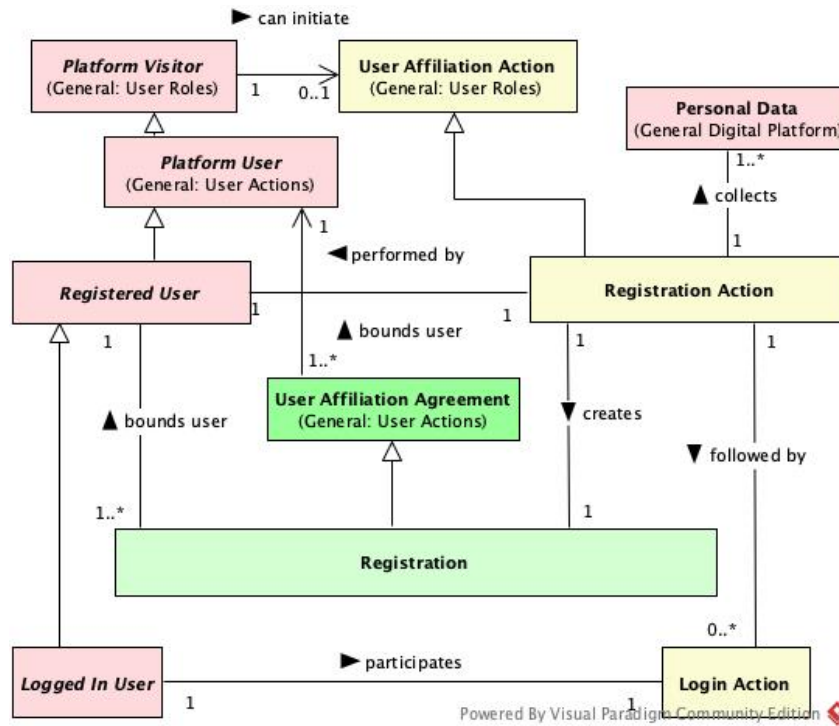 can initiate
Platform Visitor
(General: User Roles)
1
0..1
User Affiliation Action
(General: User Roles)
Personal Data
(General Digital Platform)
Platform User
(General: User Actions)
1..*
collects
1
1
performed by
Registered User
1
1
Registration Action
1
bounds user
1..*
1
1
User Affiliation Agreement
(General: User Actions)
bounds user
creates
followed by
1..*
1
Registration
0..*
participates
Logged In User
1
1
Login Action
Powered By Visual Paradigm Community Edition